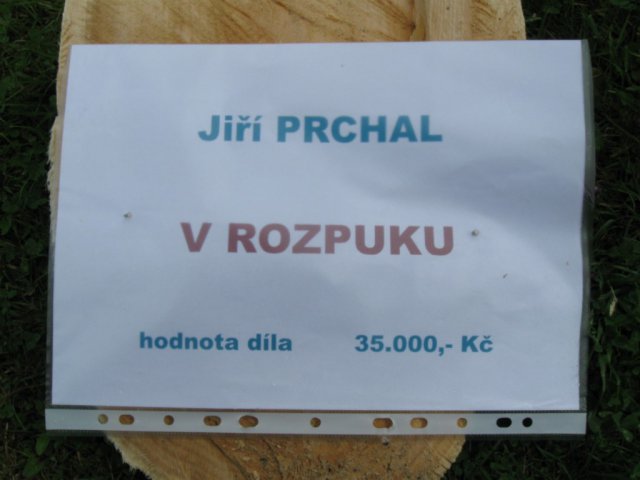 Jiří PRCHAL
V ROZPUKU
hodnota díla 35.000,- Kč